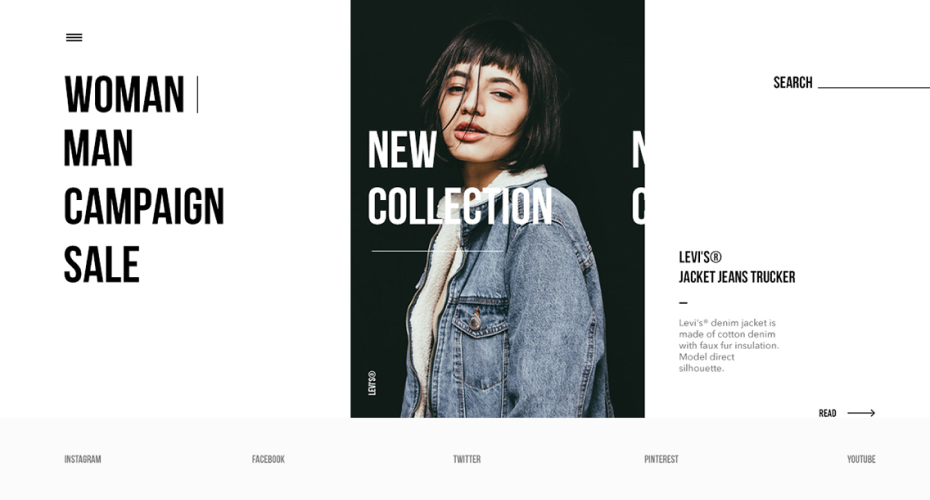 WOMAN
MAN
CAMPAIGN
SALE
NEW
COLLECTION
LEVI'S®
N
C
SEARCH
LEVI'S®
JACKET JEANS TRUCKER
Levi's® denim jacket is
made of cotton denim
with faux fur insulation.
Model direct
silhouette.
READ
INSTAGRAM
FACEBOOK
TWITTER
PINTEREST
YOUTUBE